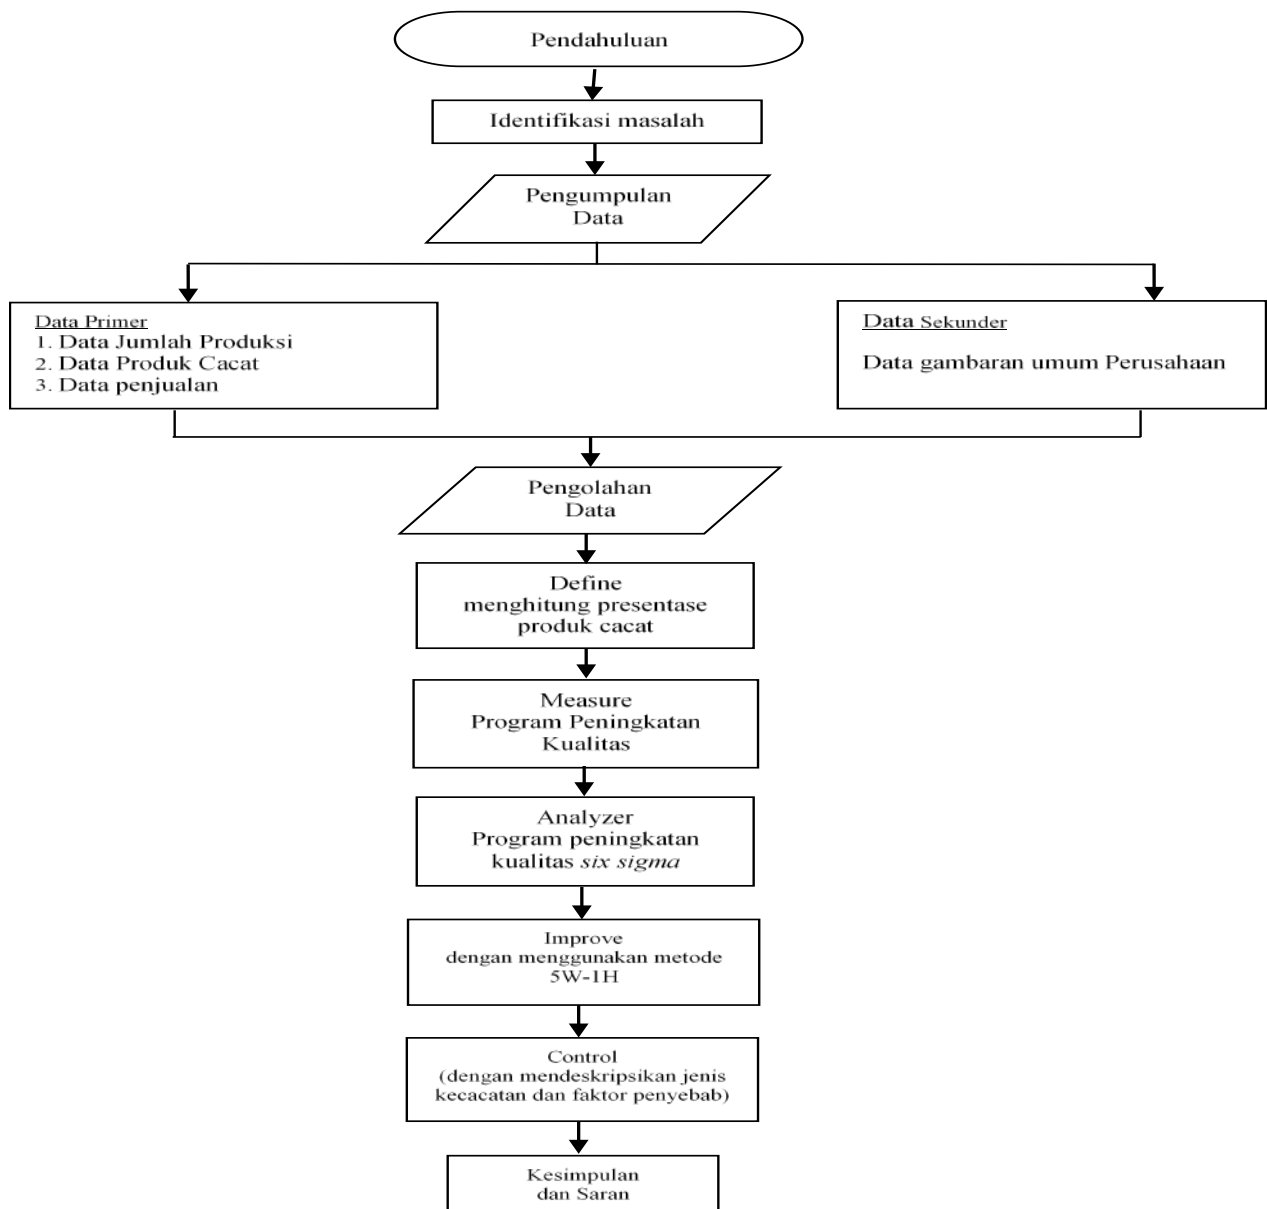 Pendahuluan
Identifikasi masalah
Pengumpulan
Data
Data Primer
1. Data Jumlah Produksi
2. Data Produk Cacat
3. Data penjualan
Data Sekunder
Data gambaran umum Perusahaan
Pengolahan
Data
Define
menghitung presentase
produk cacat
Measure
Program Peningkatan
Kualitas
Analyzer
Program peningkatan
kualitas six sigma
Improve
dengan menggunakan metode
5W-1H
Control
(dengan mendeskripsikan jenis
kecacatan dan faktor penyebab)
Kesimpulan
dan Saran